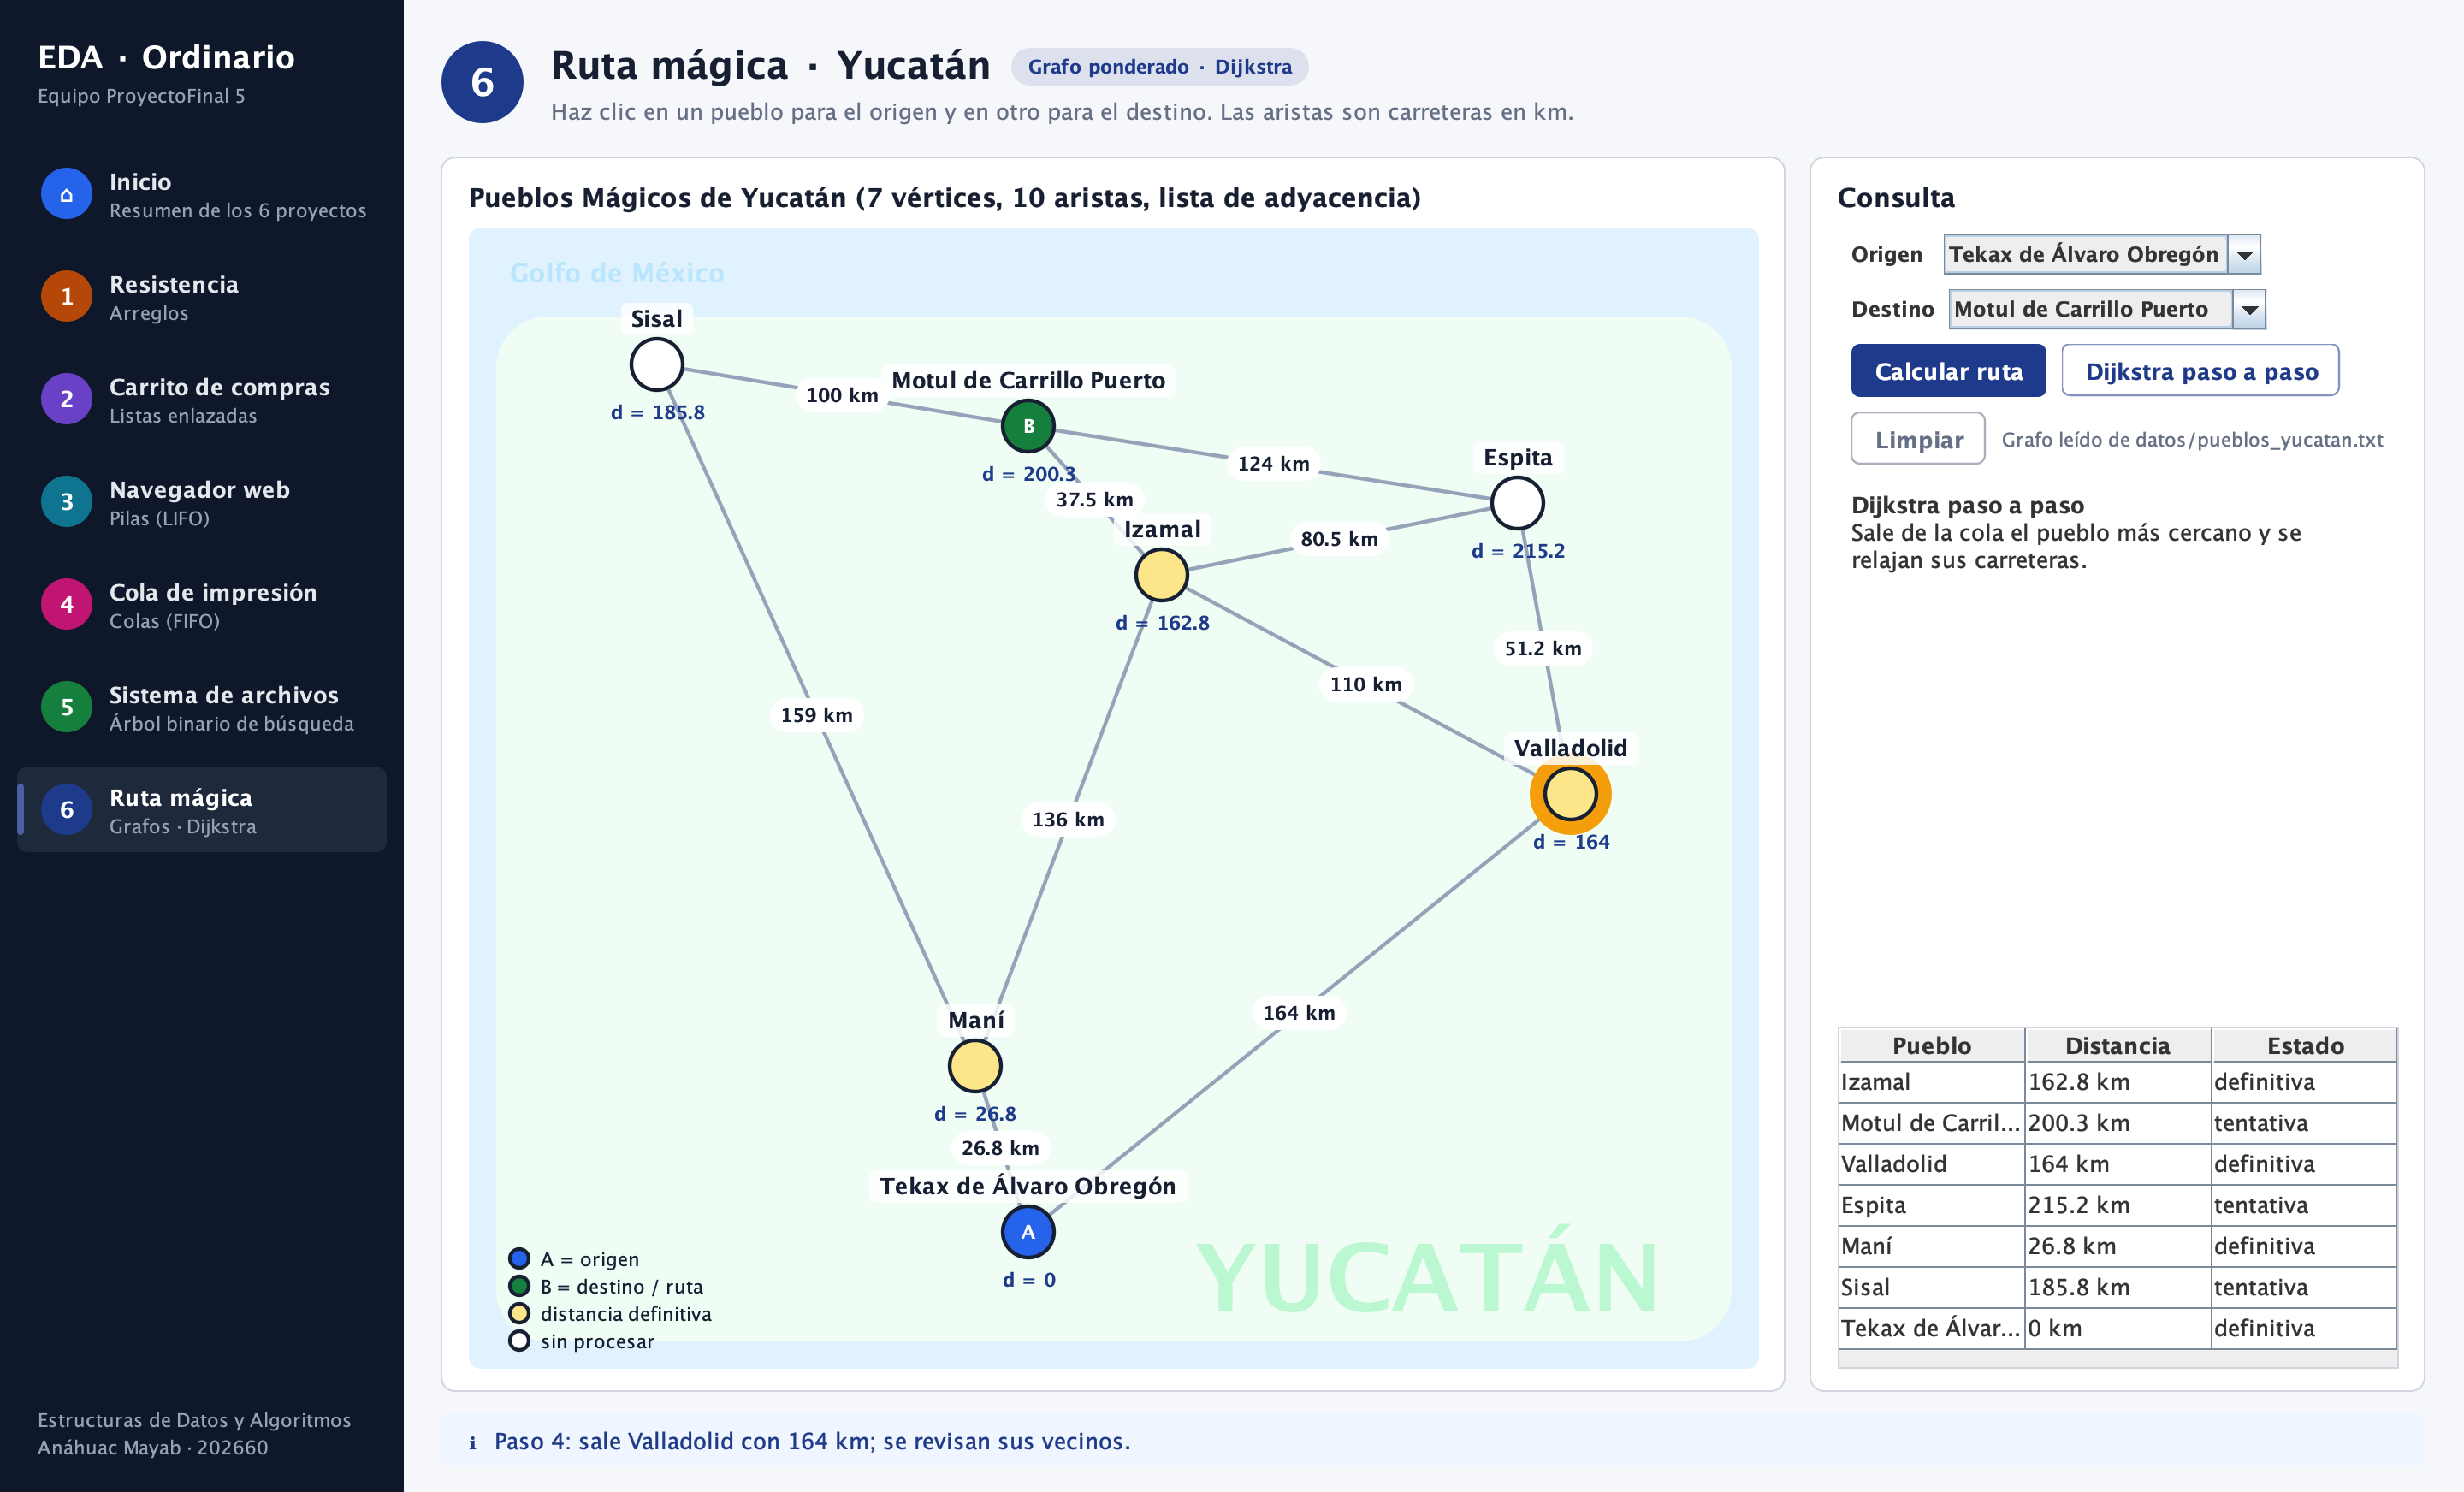 EDA · Ordinario
Equipo ProyectoFinal 5
Inicio
Resumen de los 6 proyectos
1
Resistencia
Arreglos
2
Carrito de compras
Listas enlazadas
3
Navegador web
Pilas (LIFO)
4
Cola de impresión
Colas (FIFO)
5
Sistema de archivos
Árbol binario de búsqueda
6
Ruta mágica
Grafos · Dijkstra
Estructuras de Datos y Algoritmos
Anáhuac Mayab · 202660
6
Ruta mágica · Yucatán
Grafo ponderado · Dijkstra
Haz clic en un pueblo para el origen y en otro para el destino. Las aristas son carreteras en km.
Pueblos Mágicos de Yucatán (7 vértices, 10 aristas, lista de adyacencia)
Golfo de México
Sisal
d = 185.8
100 km
Motul de Carrillo Puerto
B
d = 200.3
124 km
37.5 km
Espita
d = 215.2
Izamal
80.5 km
d = 162.8
51.2 km
110 km
159 km
Valladolid
d = 164
136 km
164 km
Maní
d = 26.8
26.8 km
Tekax de Álvaro Obregón
A
d = 0
YUCATÁN
A = origen
B = destino / ruta
distancia definitiva
sin procesar
Consulta
Origen Tekax de Álvaro Obregón
Destino Motul de Carrillo Puerto
Calcular ruta
Dijkstra paso a paso
Limpiar
Grafo leído de datos/pueblos_yucatan.txt
Dijkstra paso a paso
Sale de la cola el pueblo más cercano y se
relajan sus carreteras.
Pueblo Distancia Estado
Izamal 162.8 km definitiva
Motul de Carril... 200.3 km tentativa
Valladolid 164 km definitiva
Espita 215.2 km tentativa
Maní 26.8 km definitiva
Sisal 185.8 km tentativa
Tekax de Álvar... 0 km definitiva
i Paso 4: sale Valladolid con 164 km; se revisan sus vecinos.